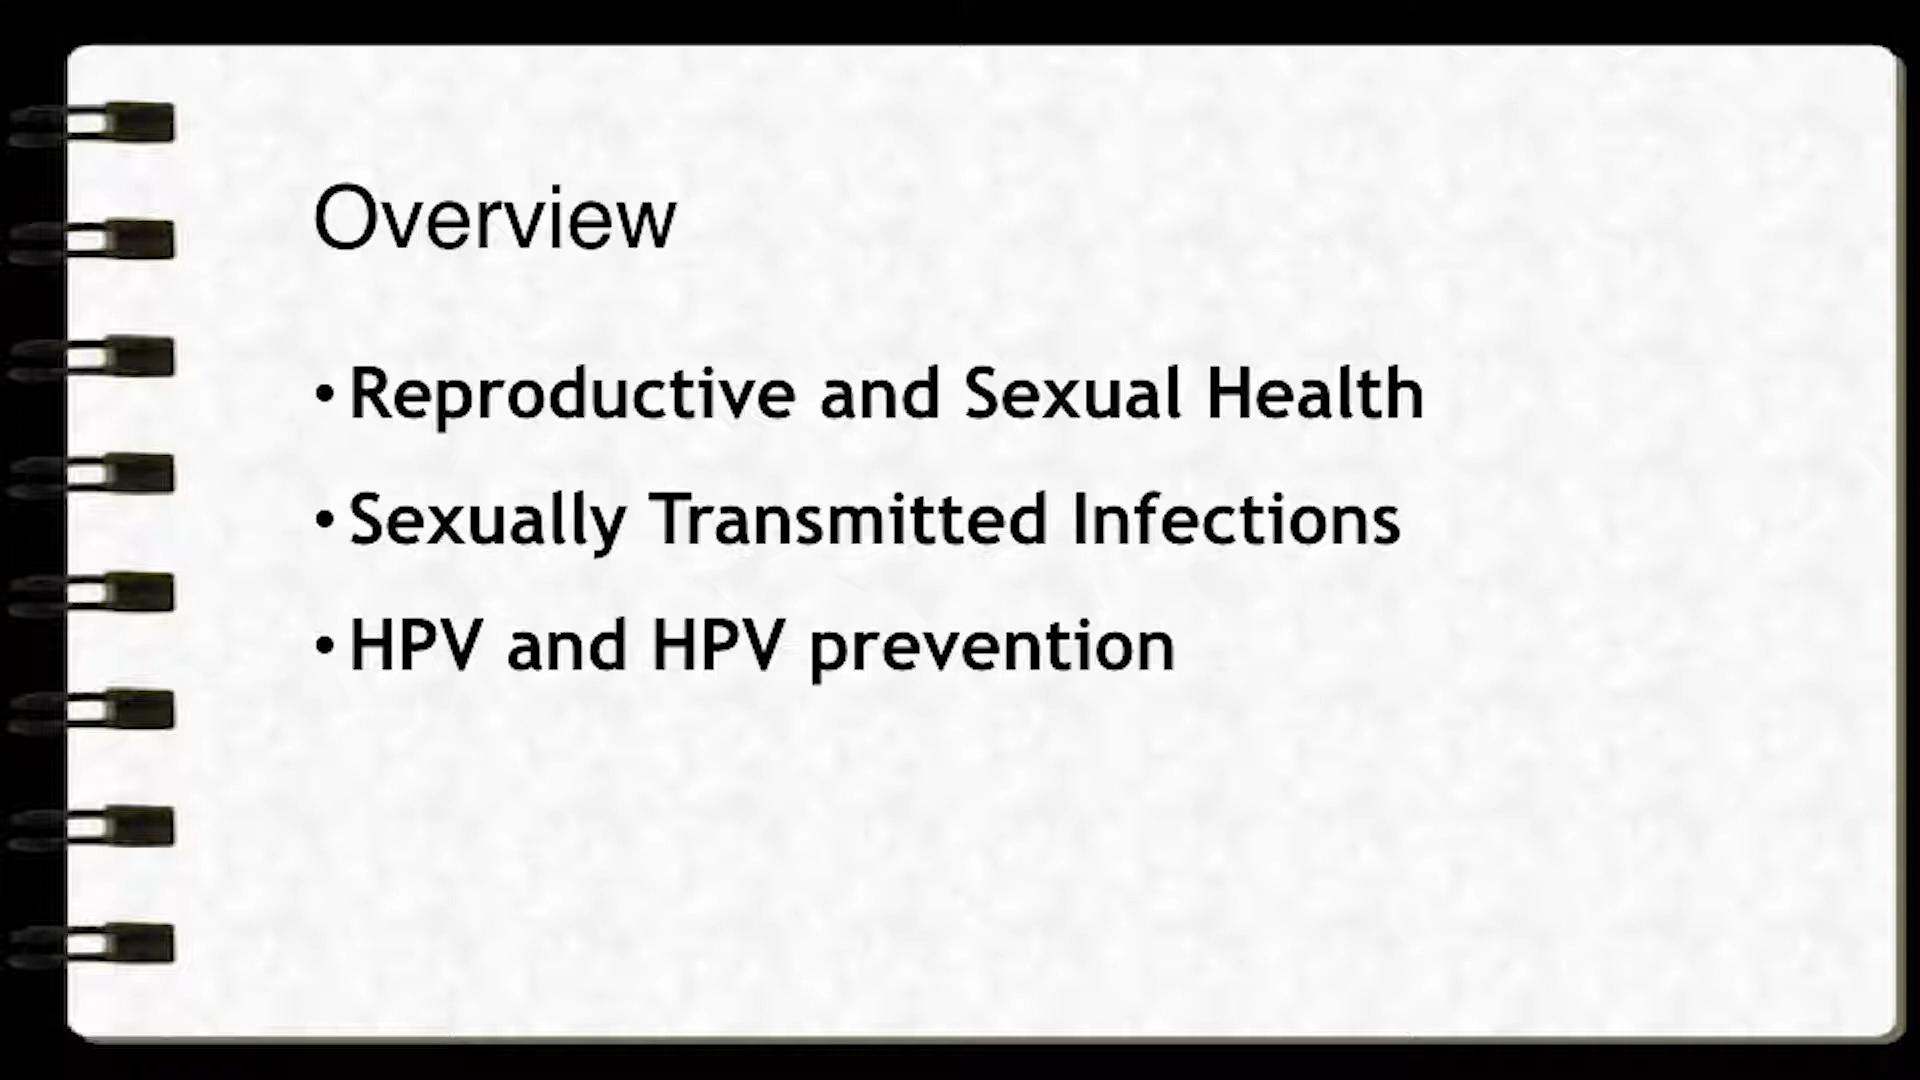 Overview
• Reproductive and Sexual Health
• Sexually Transmitted Infections
• HPV and HPV prevention